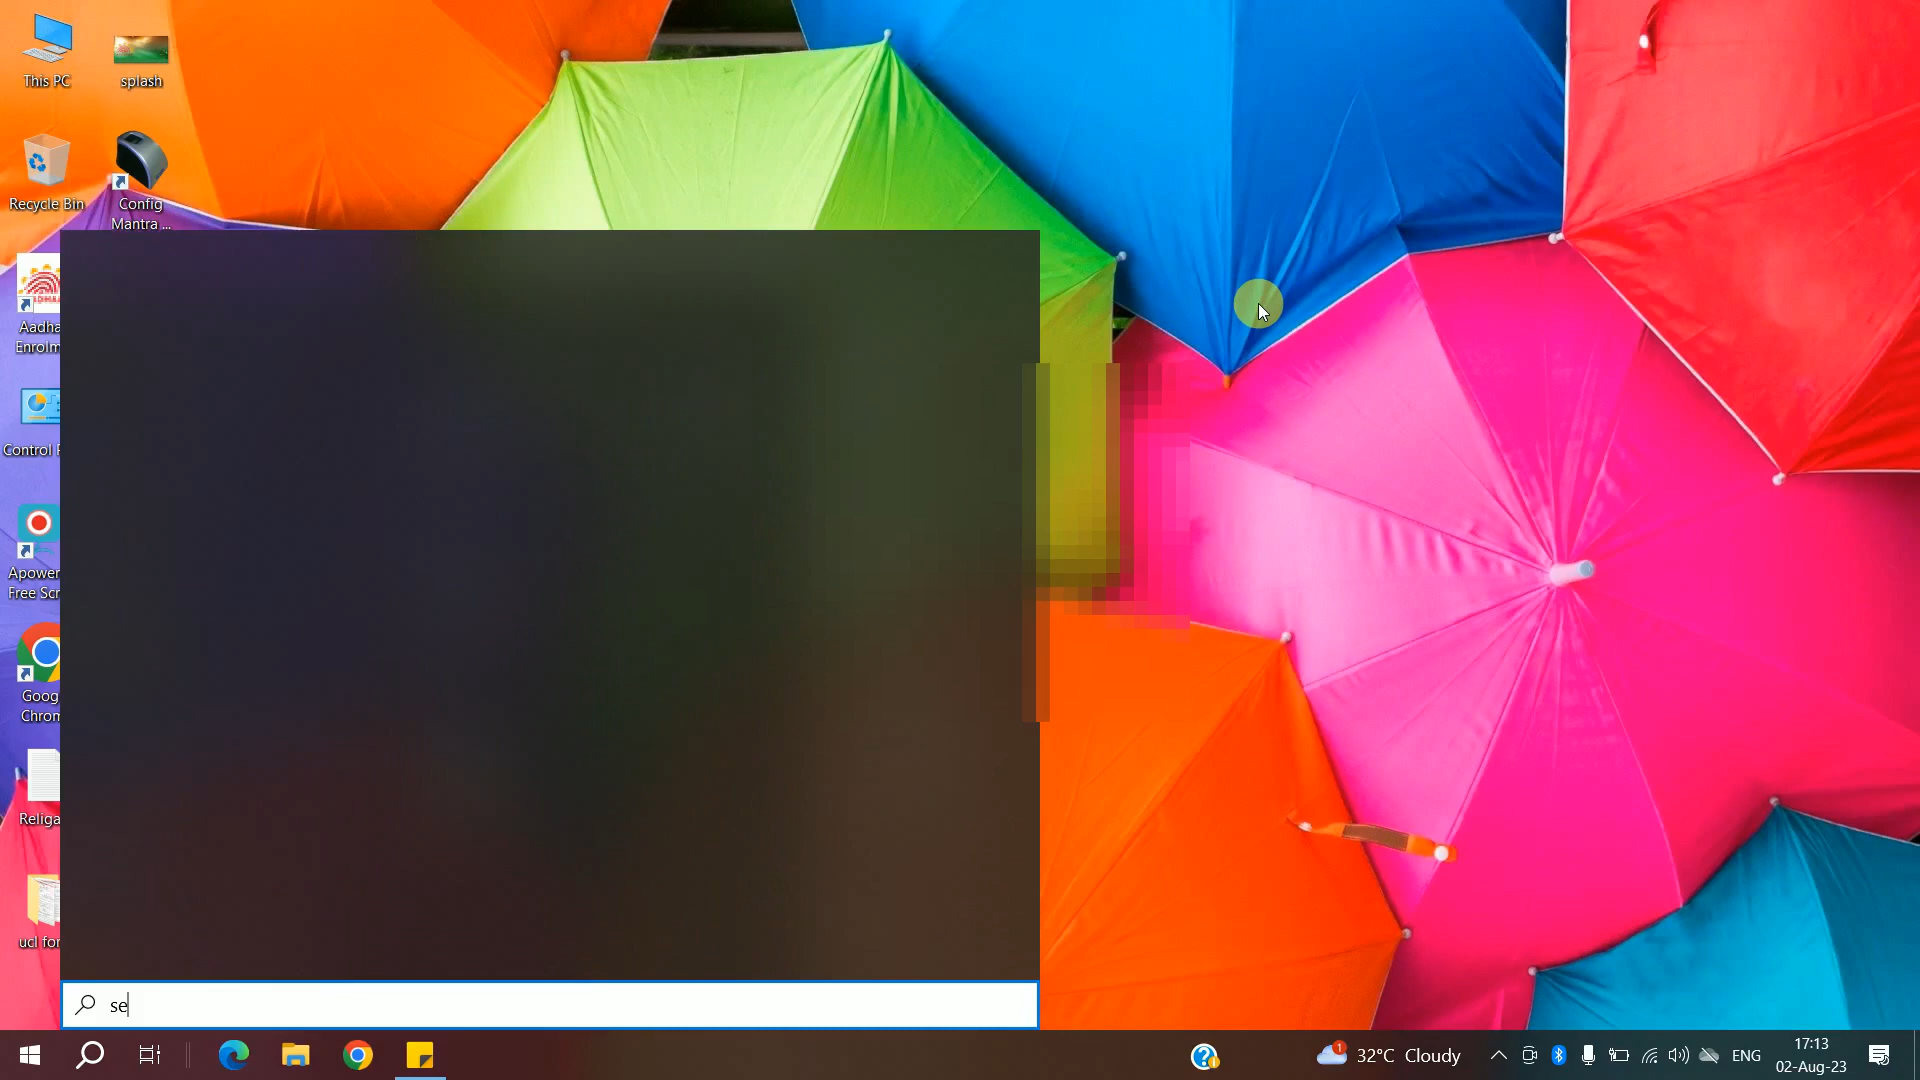 This PC
splash
Recycle Bin
Config
Mantra ...
Aadha
Enrolm
Control P
Apower
Free Scr
Goog
Chrom
Religa
ucl for
se
1
32°C Cloudy
ENG
17:13
02-Aug-23